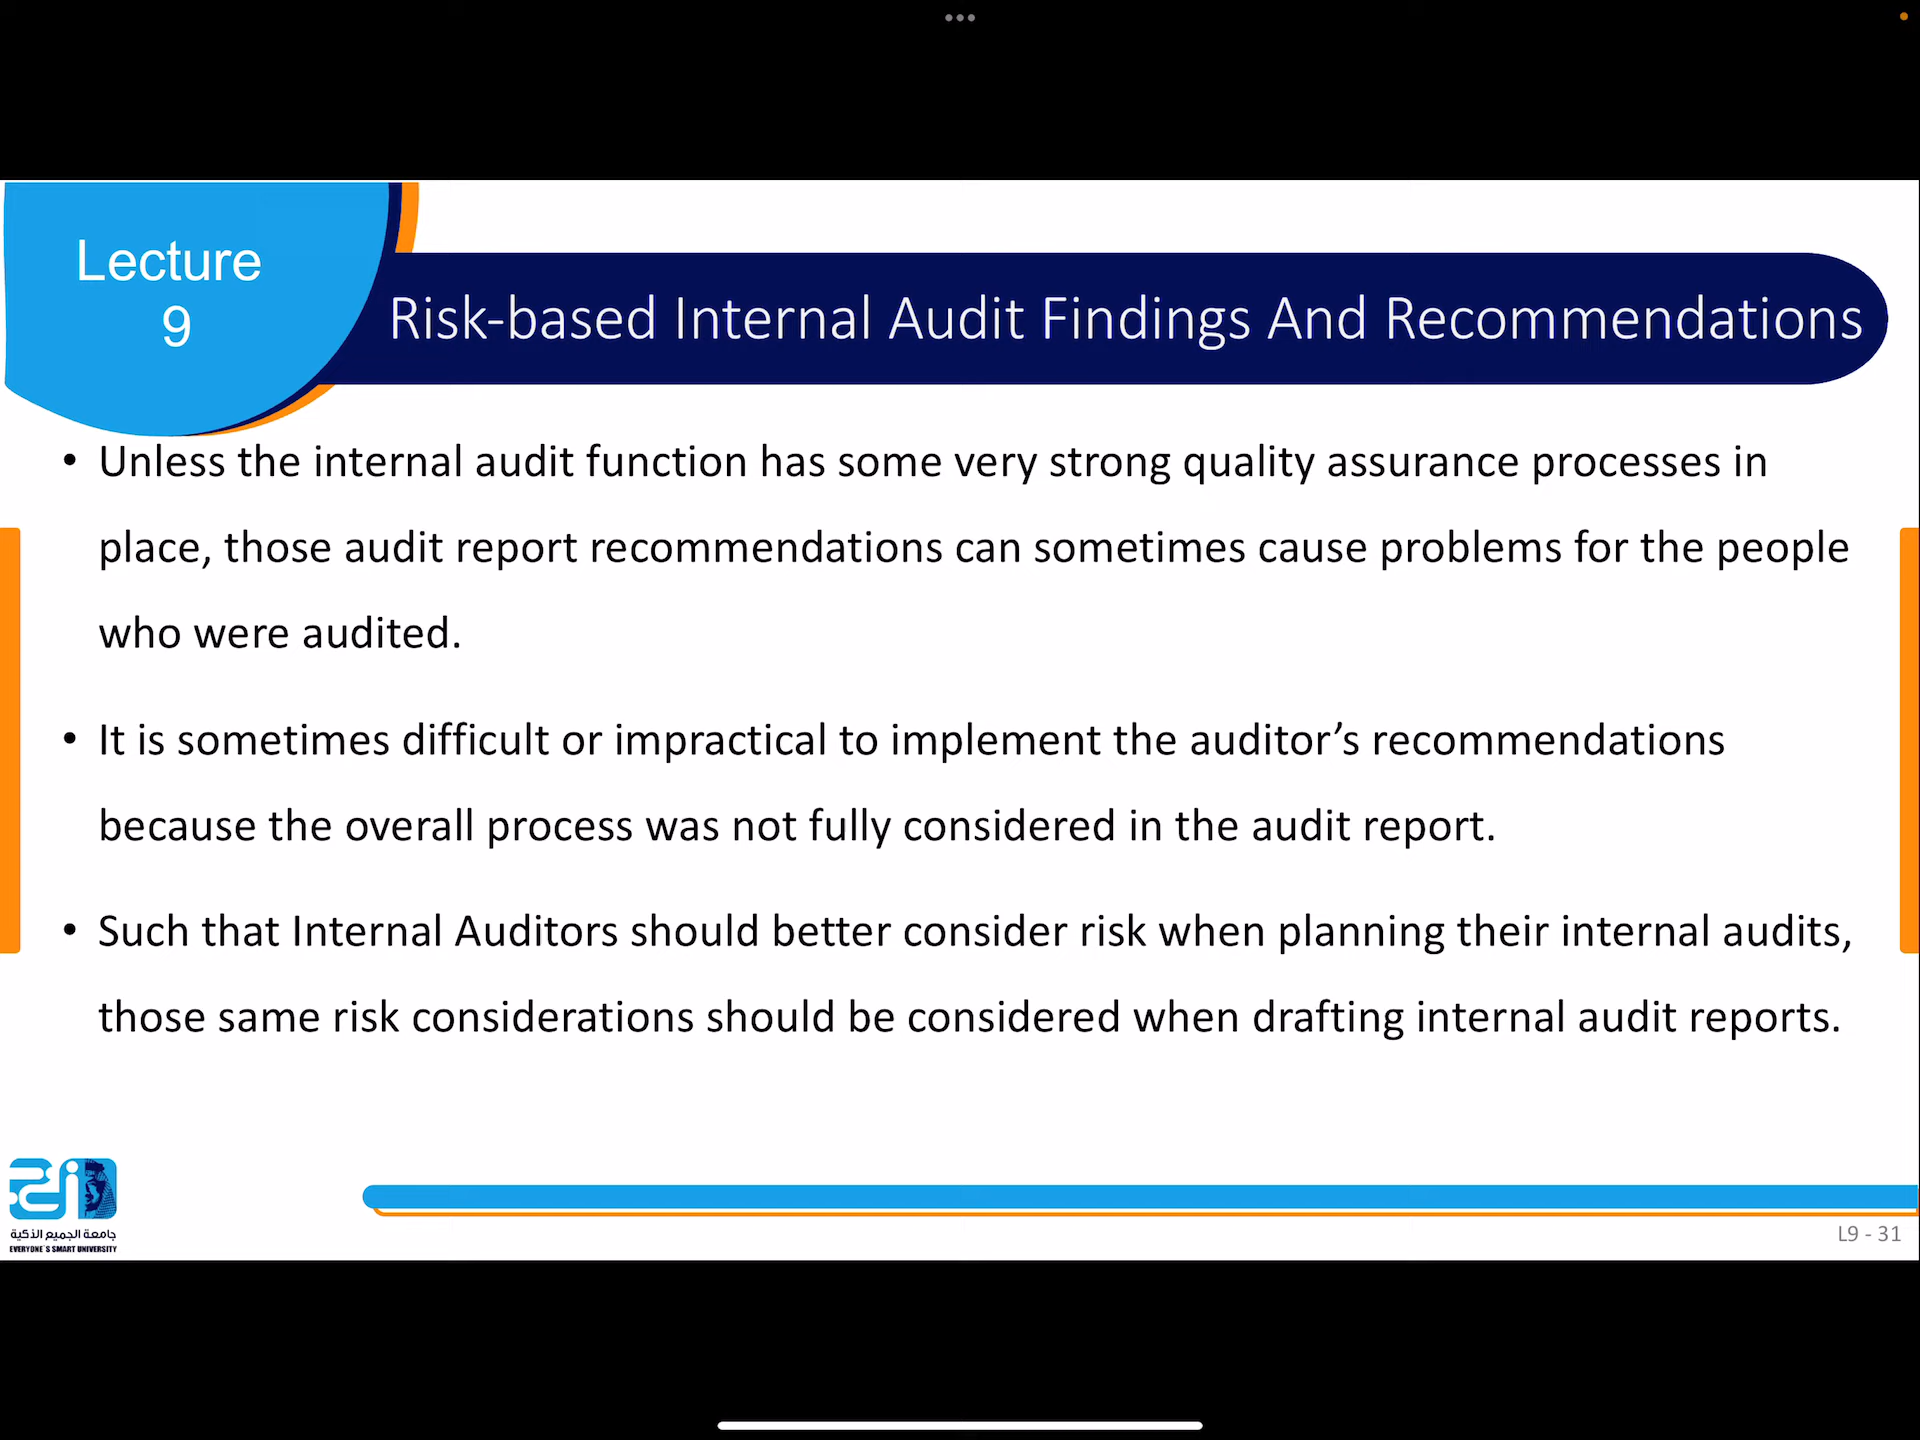 Lecture
9
Risk-based Internal Audit Findings And Recommendations
• Unless the internal audit function has some very strong quality assurance processes in
place, those audit report recommendations can sometimes cause problems for the people
who were audited.
• It is sometimes difficult or impractical to implement the auditor’s recommendations
because the overall process was not fully considered in the audit report.
• Such that Internal Auditors should better consider risk when planning their internal audits,
those same risk considerations should be considered when drafting internal audit reports.
جامعة الجميع الذكية
EVERYONE`S SMART UNIVERSITY
L9 - 31